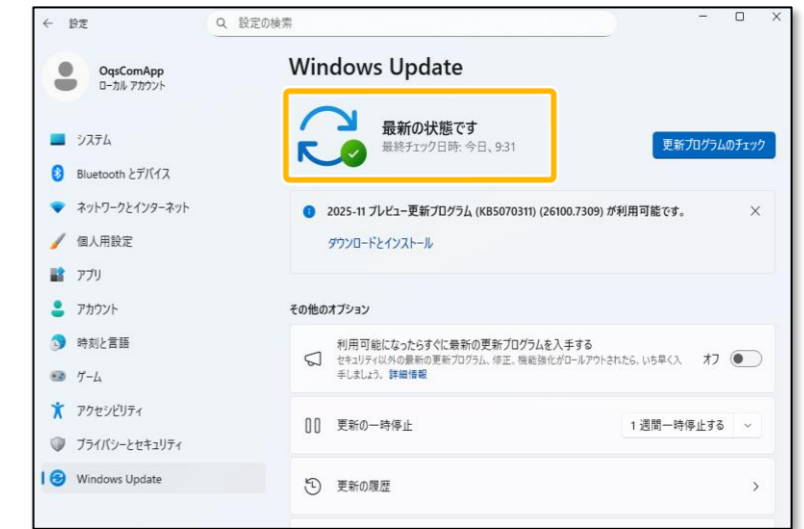 設定
設定の検索
OqsComApp
ローカル アカウント
システム
Bluetooth とデバイス
ネットワークとインターネット
個人用設定
アプリ
アカウント
時刻と言語
ゲーム
アクセシビリティ
プライバシーとセキュリティ
Windows Update
Windows Update
最新の状態です
最終チェック日時: 今日、9:31
更新プログラムのチェック
2025-11 プレビュー更新プログラム (KB5070311) (26100.7309) が利用可能です。
ダウンロードとインストール
その他のオプション
利用可能になったらすぐに最新の更新プログラムを入手する
セキュリティ以外の最新の更新プログラム、修正、機能強化がロールアウトされたら、いち早く入
手しましょう。 詳細情報
オフ
更新の一時停止
1 週間一時停止する
更新の履歴